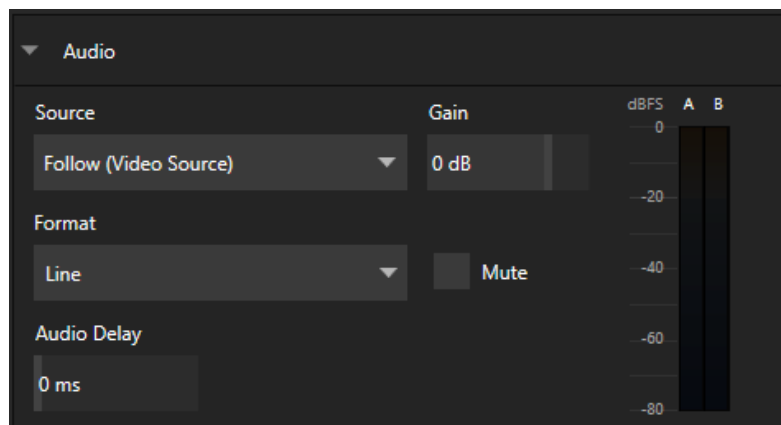 Audio
Source
Gain
dBFS A B
Follow (Video Source)
0 dB
0
-20
Format
Line
Mute
-40
Audio Delay
-60
0 ms
-80